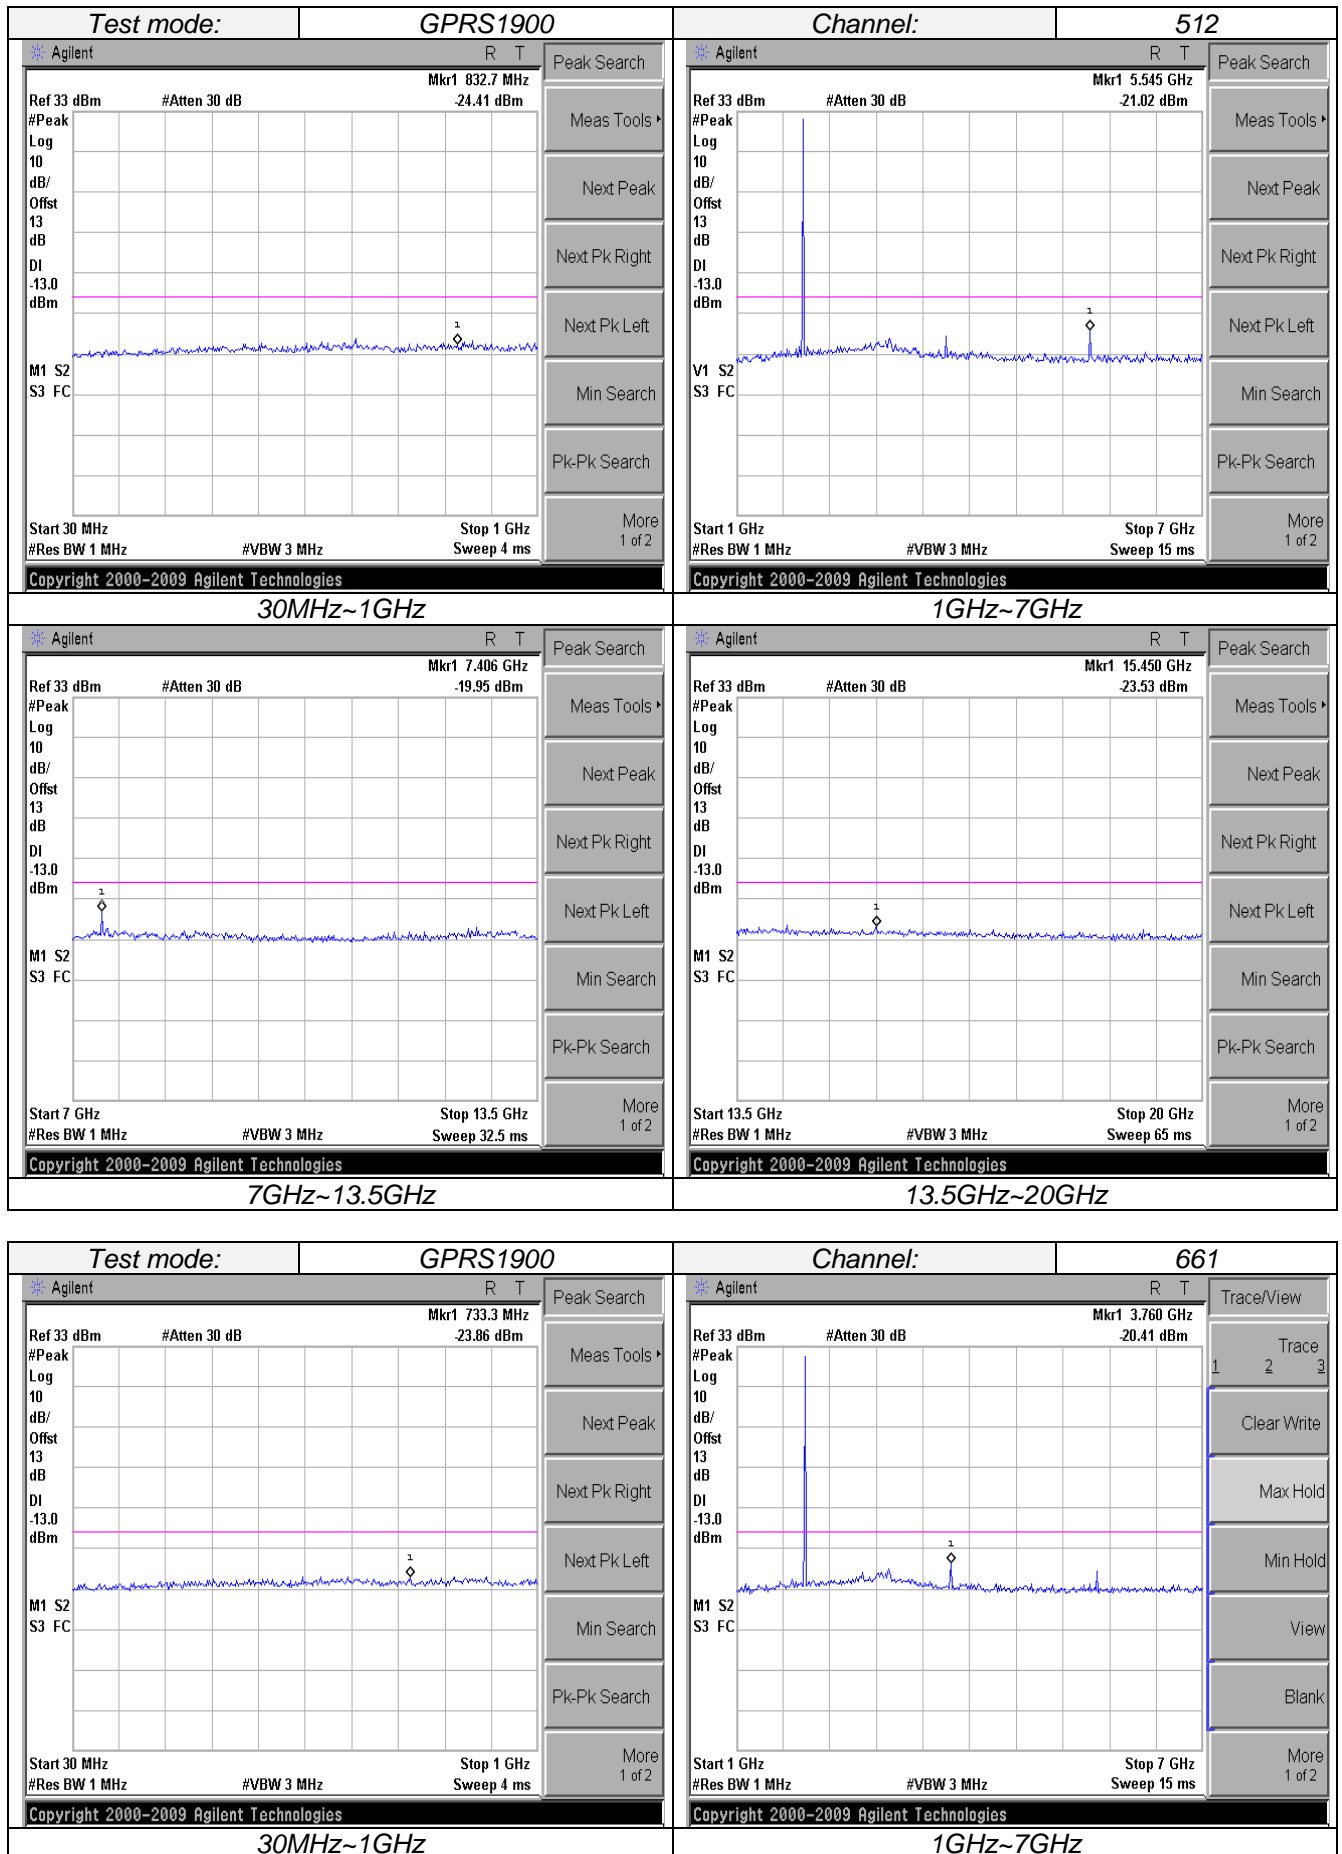 Test mode: GPRS1900 Channel: 512
Agilent R T
Mkr1 832.7 MHz
Ref 33 dBm #Atten 30 dB -24.41 dBm
#Peak
Log
10
dB/
Offst
13
dB
DI
-13.0
dBm
1
M1 S2
S3 FC
Start 30 MHz Stop 1 GHz
#Res BW 1 MHz #VBW 3 MHz Sweep 4 ms
Copyright 2000-2009 Agilent Technologies
Peak Search
Meas Tools
Next Peak
Next Pk Right
Next Pk Left
Min Search
Pk-Pk Search
More
1 of 2
30MHz~1GHz
Agilent R T
Mkr1 5.545 GHz
Ref 33 dBm #Atten 30 dB -21.02 dBm
#Peak
Log
10
dB/
Offst
13
dB
DI
-13.0
dBm
1
V1 S2
S3 FC
Start 1 GHz Stop 7 GHz
#Res BW 1 MHz #VBW 3 MHz Sweep 15 ms
Copyright 2000-2009 Agilent Technologies
Peak Search
Meas Tools
Next Peak
Next Pk Right
Next Pk Left
Min Search
Pk-Pk Search
More
1 of 2
1GHz~7GHz
Agilent R T
Mkr1 7.406 GHz
Ref 33 dBm #Atten 30 dB -19.95 dBm
#Peak
Log
10
dB/
Offst
13
dB
DI
-13.0
dBm
1
M1 S2
S3 FC
Start 7 GHz Stop 13.5 GHz
#Res BW 1 MHz #VBW 3 MHz Sweep 32.5 ms
Copyright 2000-2009 Agilent Technologies
Peak Search
Meas Tools
Next Peak
Next Pk Right
Next Pk Left
Min Search
Pk-Pk Search
More
1 of 2
7GHz~13.5GHz
Agilent R T
Mkr1 15.450 GHz
Ref 33 dBm #Atten 30 dB -23.53 dBm
#Peak
Log
10
dB/
Offst
13
dB
DI
-13.0
dBm
1
M1 S2
S3 FC
Start 13.5 GHz Stop 20 GHz
#Res BW 1 MHz #VBW 3 MHz Sweep 65 ms
Copyright 2000-2009 Agilent Technologies
Peak Search
Meas Tools
Next Peak
Next Pk Right
Next Pk Left
Min Search
Pk-Pk Search
More
1 of 2
13.5GHz~20GHz
Test mode: GPRS1900 Channel: 661
Agilent R T
Mkr1 733.3 MHz
Ref 33 dBm #Atten 30 dB -23.86 dBm
#Peak
Log
10
dB/
Offst
13
dB
DI
-13.0
dBm
1
M1 S2
S3 FC
Start 30 MHz Stop 1 GHz
#Res BW 1 MHz #VBW 3 MHz Sweep 4 ms
Copyright 2000-2009 Agilent Technologies
Peak Search
Meas Tools
Next Peak
Next Pk Right
Next Pk Left
Min Search
Pk-Pk Search
More
1 of 2
30MHz~1GHz
Agilent R T
Mkr1 3.760 GHz
Ref 33 dBm #Atten 30 dB -20.41 dBm
#Peak
Log
10
dB/
Offst
13
dB
DI
-13.0
dBm
1
M1 S2
S3 FC
Start 1 GHz Stop 7 GHz
#Res BW 1 MHz #VBW 3 MHz Sweep 15 ms
Copyright 2000-2009 Agilent Technologies
Trace/View
Trace
1 2 3
Clear Write
Max Hold
Min Hold
View
Blank
More
1 of 2
1GHz~7GHz